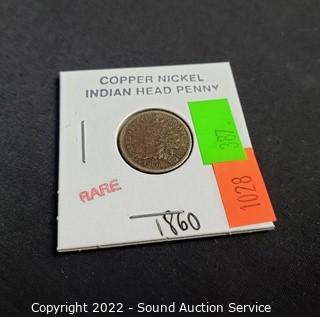 COPPER NICKEL
INDIAN HEAD PENNY
387.
1028
RARE
1860
Copyright 2022 - Sound Auction Service